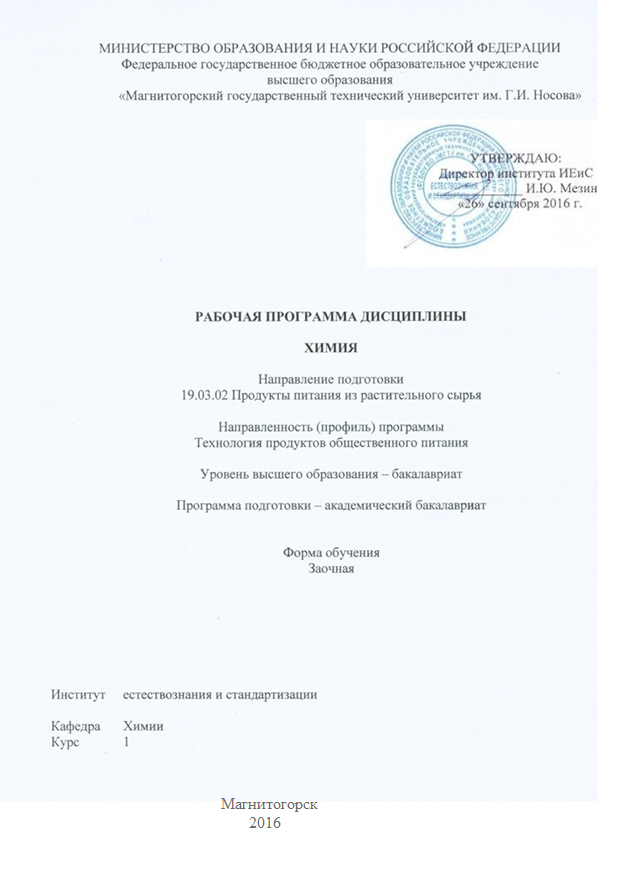 МИНИСТЕРСТВО ОБРАЗОВАНИЯ И НАУКИ РОССИЙСКОЙ ФЕДЕРАЦИИ
Федеральное государственное бюджетное образовательное учреждение
высшего образования
«Магнитогорский государственный технический университет им. Г.И. Носова»
УТВЕРЖДАЮ:
Директор института ИЕиС
И.Ю. Мезин
«26» сентября 2016 г.
ЕСТЕСТВОЗНАНИЯ
И СТАНДАРТИЗАЦИИ
РАБОЧАЯ ПРОГРАММА ДИСЦИПЛИНЫ
ХИМИЯ
Направление подготовки
19.03.02 Продукты питания из растительного сырья
Направленность (профиль) программы
Технология продуктов общественного питания
Уровень высшего образования – бакалавриат
Программа подготовки – академический бакалавриат
Форма обучения
Заочная
Институт естествознания и стандартизации
Кафедра Химии
Курс 1
Магнитогорск
2016